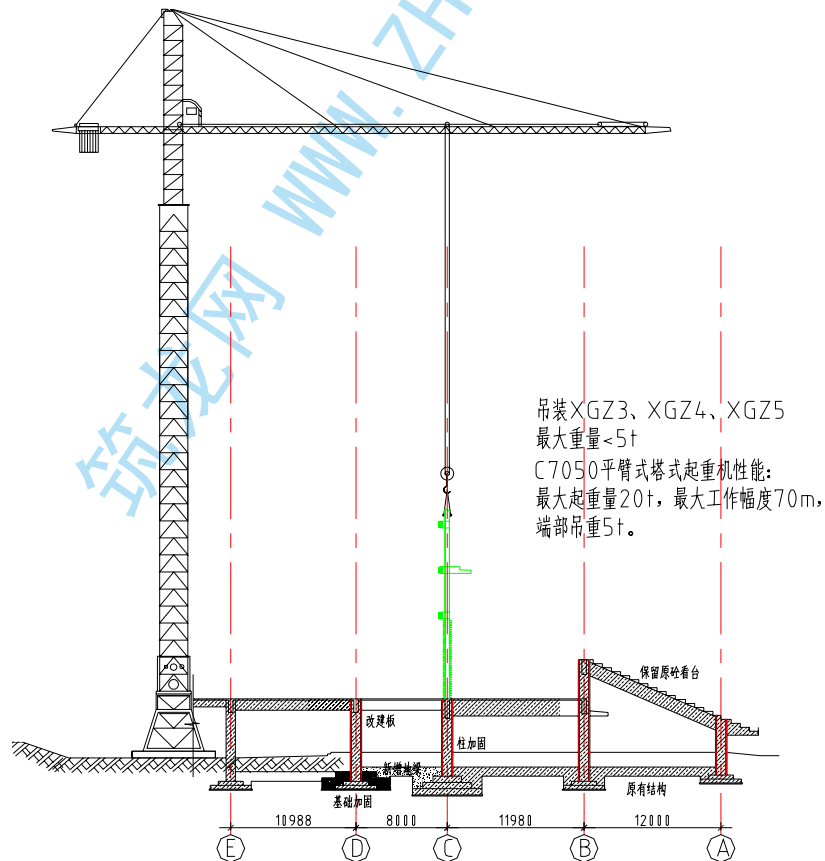 筑龙网 WWW.ZH
吊装XGZ3、XGZ4、XGZ5
最大重量<5t
C7050平臂式塔式起重机性能:
最大起重量20t，最大工作幅度70m，
端部吊重5t。
保留原砼看台
改建板
柱加固
新增地梁
基础加固
原有结构
10988 8000 11980 12000
E D C B A